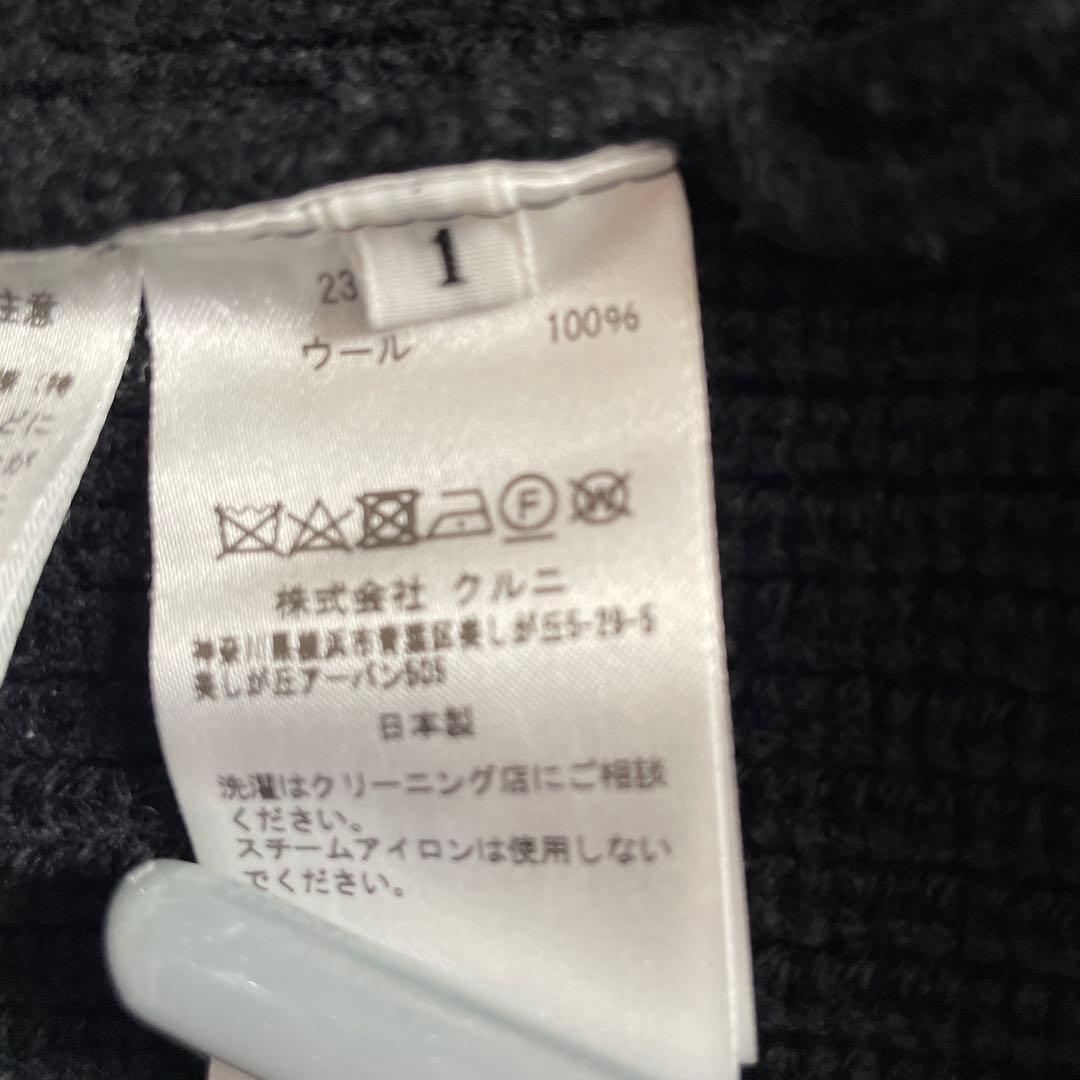 注意
1
23
ウール 100%
F W
株式会社 クルニ
神奈川県横浜市青葉区美しが丘5-29-5
美しが丘アーバン505
日本製
洗濯はクリーニング店にご相談
ください。
スチームアイロンは使用しない
でください。